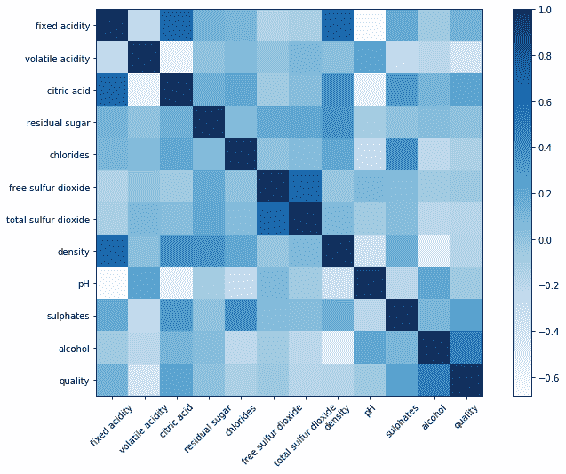 fixed acidity
volatile acidity
citric acid
residual sugar
chlorides
free sulfur dioxide
total sulfur dioxide
density
pH
sulphates
alcohol
quality
fixed acidity
volatile acidity
citric acid
residual sugar
chlorides
free sulfur dioxide
total sulfur dioxide
density
pH
sulphates
alcohol
quality
1.0
0.8
0.6
0.4
0.2
0.0
−0.2
−0.4
−0.6